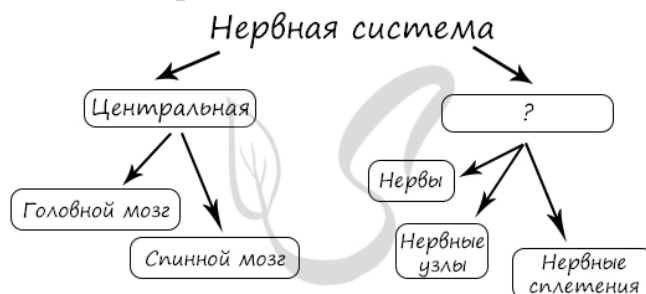 Нервная система
Центральная
?
Головной мозг
Спинной мозг
Нервы
Нервные
узлы
Нервные
сплетения